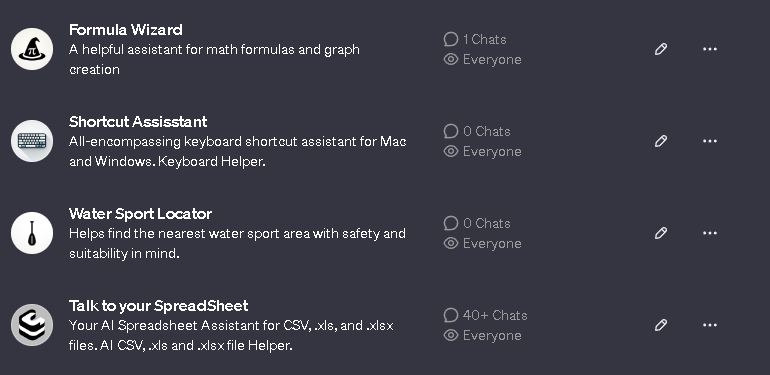 Formula Wizard
A helpful assistant for math formulas and graph
creation
1 Chats
Everyone
Shortcut Assisstant
All-encompassing keyboard shortcut assistant for Mac
and Windows. Keyboard Helper.
0 Chats
Everyone
Water Sport Locator
Helps find the nearest water sport area with safety and
suitability in mind.
0 Chats
Everyone
Talk to your SpreadSheet
Your AI Spreadsheet Assistant for CSV, .xls, and .xlsx
files. AI CSV, .xls and .xlsx file Helper.
40+ Chats
Everyone